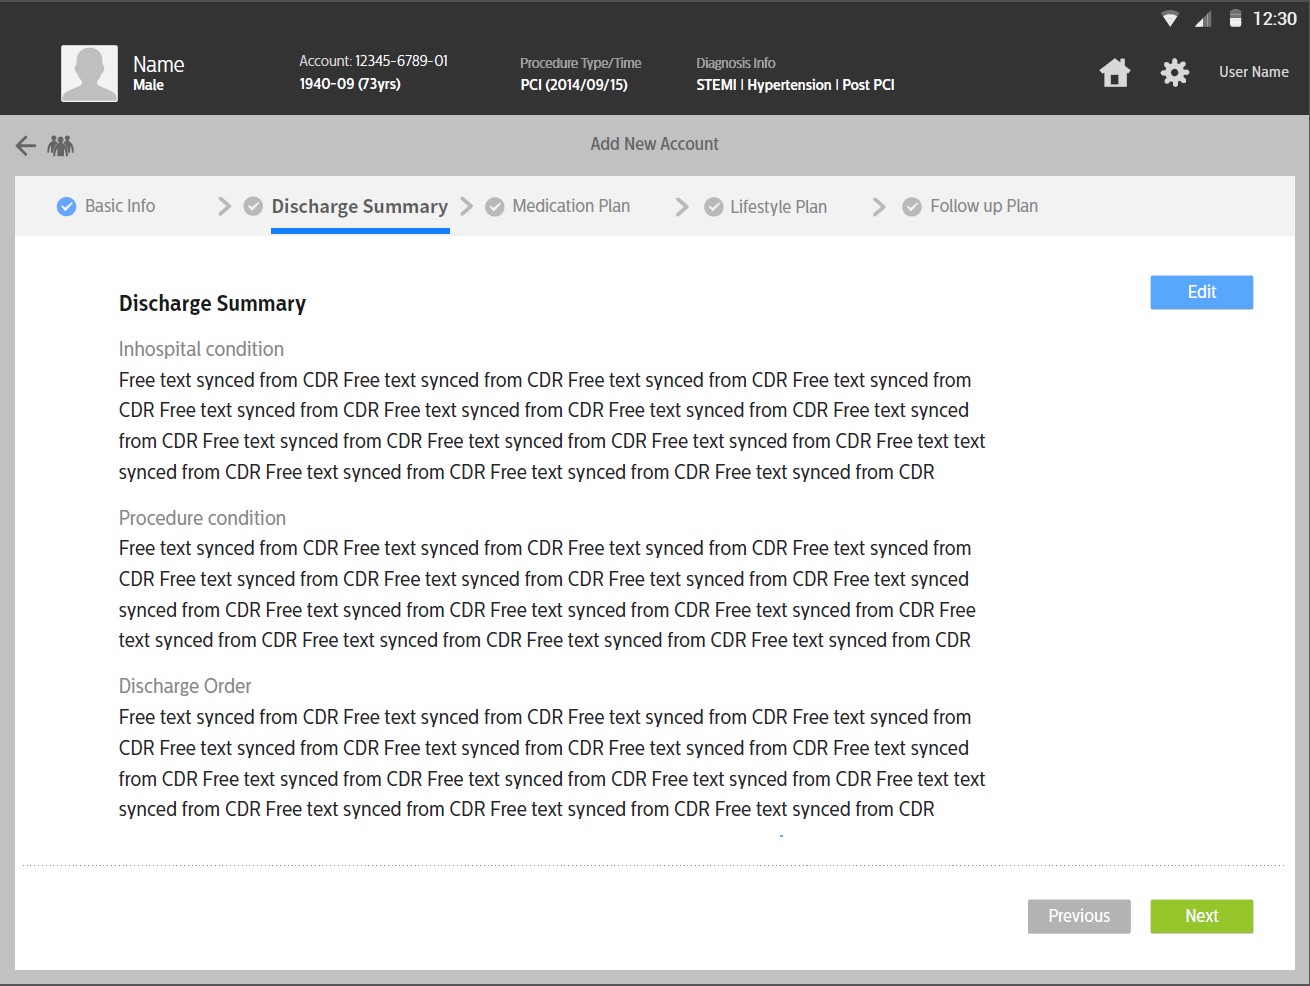 12:30
Name
Male
Account: 12345-6789-01
1940-09 (73yrs)
Procedure Type/Time
PCI (2014/09/15)
Diagnosis Info
STEMI | Hypertension | Post PCI
User Name
Add New Account
Basic Info
Discharge Summary
Medication Plan
Lifestyle Plan
Follow up Plan
Discharge Summary
Edit
Inhospital condition
Free text synced from CDR Free text synced from CDR Free text synced from CDR Free text synced from
CDR Free text synced from CDR Free text synced from CDR Free text synced from CDR Free text synced
from CDR Free text synced from CDR Free text synced from CDR Free text synced from CDR Free text text
synced from CDR Free text synced from CDR Free text synced from CDR Free text synced from CDR
Procedure condition
Free text synced from CDR Free text synced from CDR Free text synced from CDR Free text synced from
CDR Free text synced from CDR Free text synced from CDR Free text synced from CDR Free text synced
synced from CDR Free text synced from CDR Free text synced from CDR Free text synced from CDR Free
text synced from CDR Free text synced from CDR Free text synced from CDR Free text synced from CDR
Discharge Order
Free text synced from CDR Free text synced from CDR Free text synced from CDR Free text synced from
CDR Free text synced from CDR Free text synced from CDR Free text synced from CDR Free text synced
from CDR Free text synced from CDR Free text synced from CDR Free text synced from CDR Free text text
synced from CDR Free text synced from CDR Free text synced from CDR Free text synced from CDR
Previous
Next